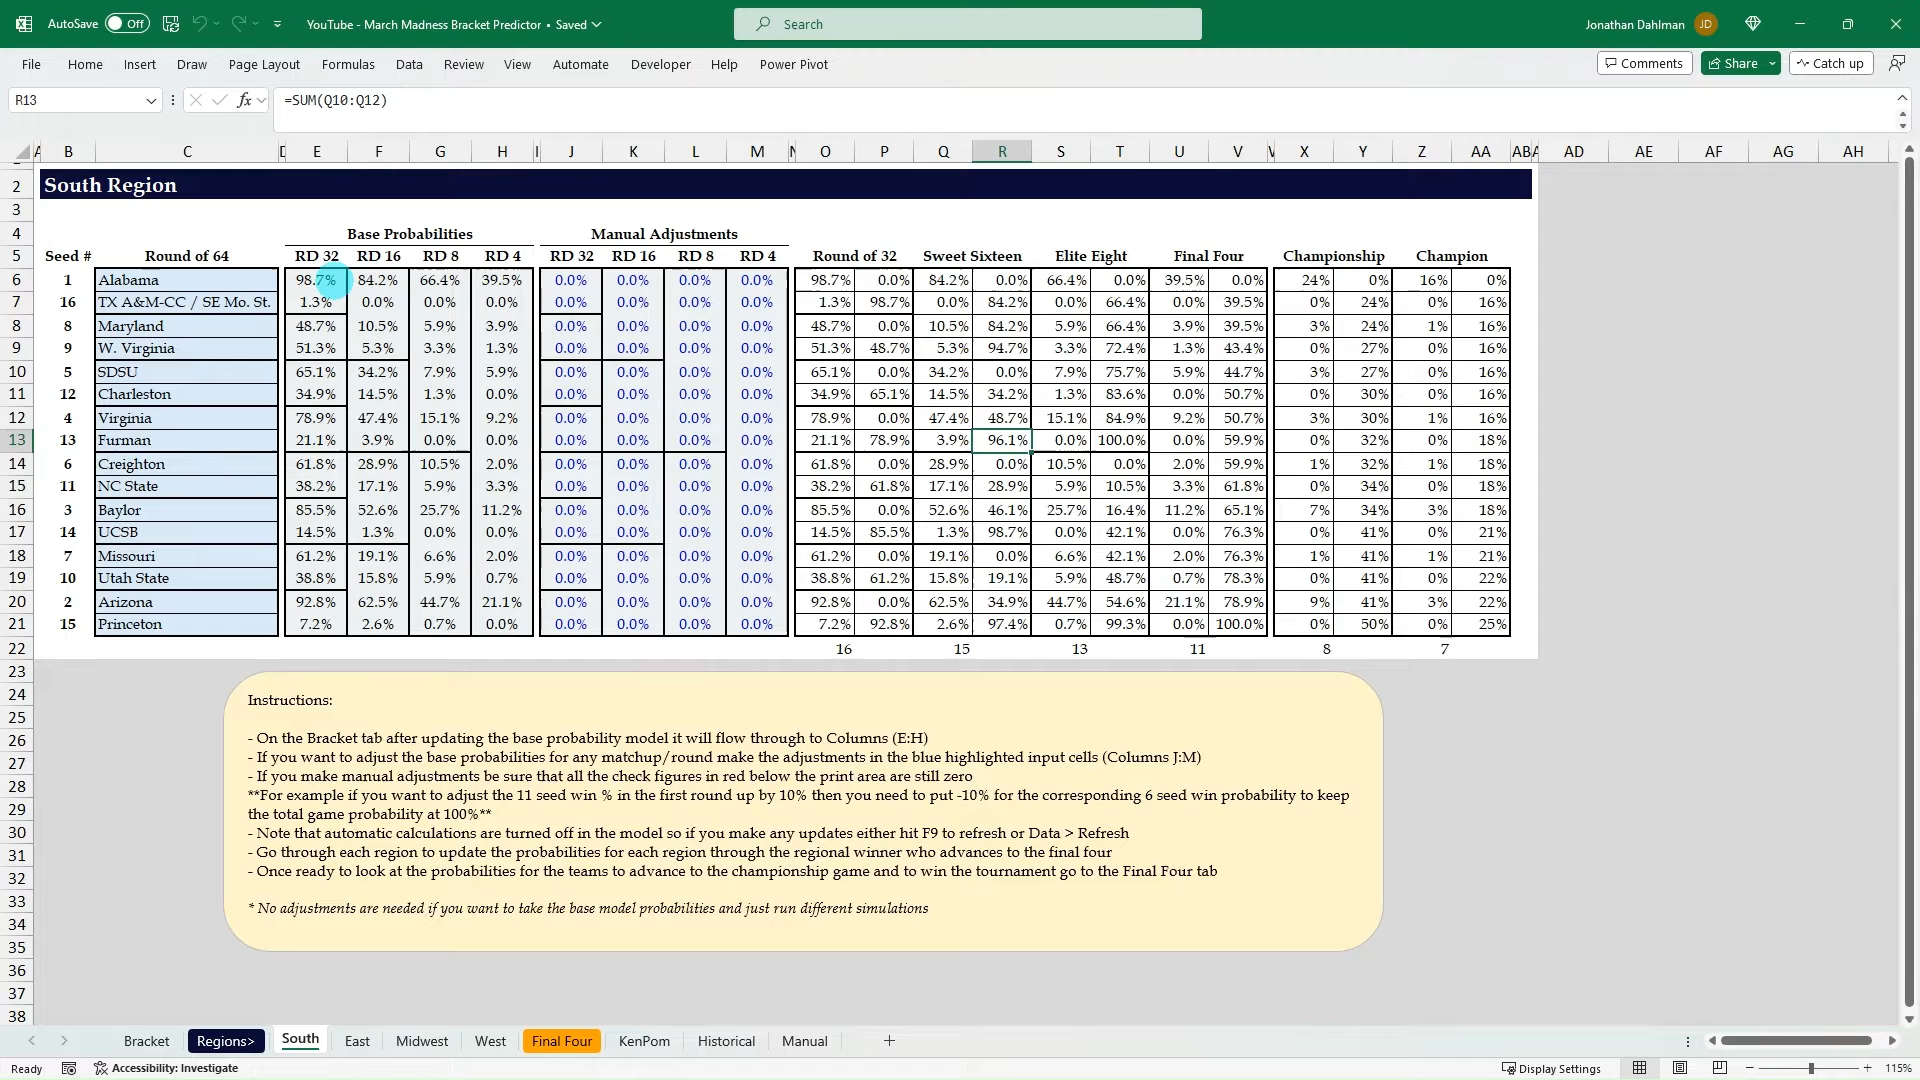 AutoSave Off YouTube - March Madness Bracket Predictor • Saved Search Jonathan Dahlman JD
File Home Insert Draw Page Layout Formulas Data Review View Automate Developer Help Power Pivot Comments Share Catch up
R13 fx =SUM(Q10:Q12)
A B C D E F G H I J K L M N O P Q R S T U V W X Y Z AA AB A AD AE AF AG AH
2 South Region
3
4 Base Probabilities Manual Adjustments
5 Seed # Round of 64 RD 32 RD 16 RD 8 RD 4 RD 32 RD 16 RD 8 RD 4 Round of 32 Sweet Sixteen Elite Eight Final Four Championship Champion
6 1 Alabama 98.7% 84.2% 66.4% 39.5% 0.0% 0.0% 0.0% 0.0% 98.7% 0.0% 84.2% 0.0% 66.4% 0.0% 39.5% 0.0% 24% 0% 16% 0%
7 16 TX A&M-CC / SE Mo. St. 1.3% 0.0% 0.0% 0.0% 0.0% 0.0% 0.0% 0.0% 1.3% 98.7% 0.0% 84.2% 0.0% 66.4% 0.0% 39.5% 0% 24% 0% 16%
8 8 Maryland 48.7% 10.5% 5.9% 3.9% 0.0% 0.0% 0.0% 0.0% 48.7% 0.0% 10.5% 84.2% 5.9% 66.4% 3.9% 39.5% 3% 24% 1% 16%
9 9 W. Virginia 51.3% 5.3% 3.3% 1.3% 0.0% 0.0% 0.0% 0.0% 51.3% 48.7% 5.3% 94.7% 3.3% 72.4% 1.3% 43.4% 0% 27% 0% 16%
10 5 SDSU 65.1% 34.2% 7.9% 5.9% 0.0% 0.0% 0.0% 0.0% 65.1% 0.0% 34.2% 0.0% 7.9% 75.7% 5.9% 44.7% 3% 27% 0% 16%
11 12 Charleston 34.9% 14.5% 1.3% 0.0% 0.0% 0.0% 0.0% 0.0% 34.9% 65.1% 14.5% 34.2% 1.3% 83.6% 0.0% 50.7% 0% 30% 0% 16%
12 4 Virginia 78.9% 47.4% 15.1% 9.2% 0.0% 0.0% 0.0% 0.0% 78.9% 0.0% 47.4% 48.7% 15.1% 84.9% 9.2% 50.7% 3% 30% 1% 16%
13 13 Furman 21.1% 3.9% 0.0% 0.0% 0.0% 0.0% 0.0% 0.0% 21.1% 78.9% 3.9% 96.1% 0.0% 100.0% 0.0% 59.9% 0% 32% 0% 18%
14 6 Creighton 61.8% 28.9% 10.5% 2.0% 0.0% 0.0% 0.0% 0.0% 61.8% 0.0% 28.9% 0.0% 10.5% 0.0% 2.0% 59.9% 1% 32% 1% 18%
15 11 NC State 38.2% 17.1% 5.9% 3.3% 0.0% 0.0% 0.0% 0.0% 38.2% 61.8% 17.1% 28.9% 5.9% 10.5% 3.3% 61.8% 0% 34% 0% 18%
16 3 Baylor 85.5% 52.6% 25.7% 11.2% 0.0% 0.0% 0.0% 0.0% 85.5% 0.0% 52.6% 46.1% 25.7% 16.4% 11.2% 65.1% 7% 34% 3% 18%
17 14 UCSB 14.5% 1.3% 0.0% 0.0% 0.0% 0.0% 0.0% 0.0% 14.5% 85.5% 1.3% 98.7% 0.0% 42.1% 0.0% 76.3% 0% 41% 0% 21%
18 7 Missouri 61.2% 19.1% 6.6% 2.0% 0.0% 0.0% 0.0% 0.0% 61.2% 0.0% 19.1% 0.0% 6.6% 42.1% 2.0% 76.3% 1% 41% 1% 21%
19 10 Utah State 38.8% 15.8% 5.9% 0.7% 0.0% 0.0% 0.0% 0.0% 38.8% 61.2% 15.8% 19.1% 5.9% 48.7% 0.7% 78.3% 0% 41% 0% 22%
20 2 Arizona 92.8% 62.5% 44.7% 21.1% 0.0% 0.0% 0.0% 0.0% 92.8% 0.0% 62.5% 34.9% 44.7% 54.6% 21.1% 78.9% 9% 41% 3% 22%
21 15 Princeton 7.2% 2.6% 0.7% 0.0% 0.0% 0.0% 0.0% 0.0% 7.2% 92.8% 2.6% 97.4% 0.7% 99.3% 0.0% 100.0% 0% 50% 0% 25%
22 16 15 13 11 8 7
23
24 Instructions:
25
26 - On the Bracket tab after updating the base probability model it will flow through to Columns (E:H)
27 - If you want to adjust the base probabilities for any matchup/round make the adjustments in the blue highlighted input cells (Columns J:M)
28 - If you make manual adjustments be sure that all the check figures in red below the print area are still zero
**For example if you want to adjust the 11 seed win % in the first round up by 10% then you need to put -10% for the corresponding 6 seed win probability to keep
29 the total game probability at 100%**
30 - Note that automatic calculations are turned off in the model so if you make any updates either hit F9 to refresh or Data > Refresh
31 - Go through each region to update the probabilities for each region through the regional winner who advances to the final four
32 - Once ready to look at the probabilities for the teams to advance to the championship game and to win the tournament go to the Final Four tab
33
* No adjustments are needed if you want to take the base model probabilities and just run different simulations
34
35
36
37
38
Bracket Regions> South East Midwest West Final Four KenPom Historical Manual
Ready Accessibility: Investigate Display Settings 115%